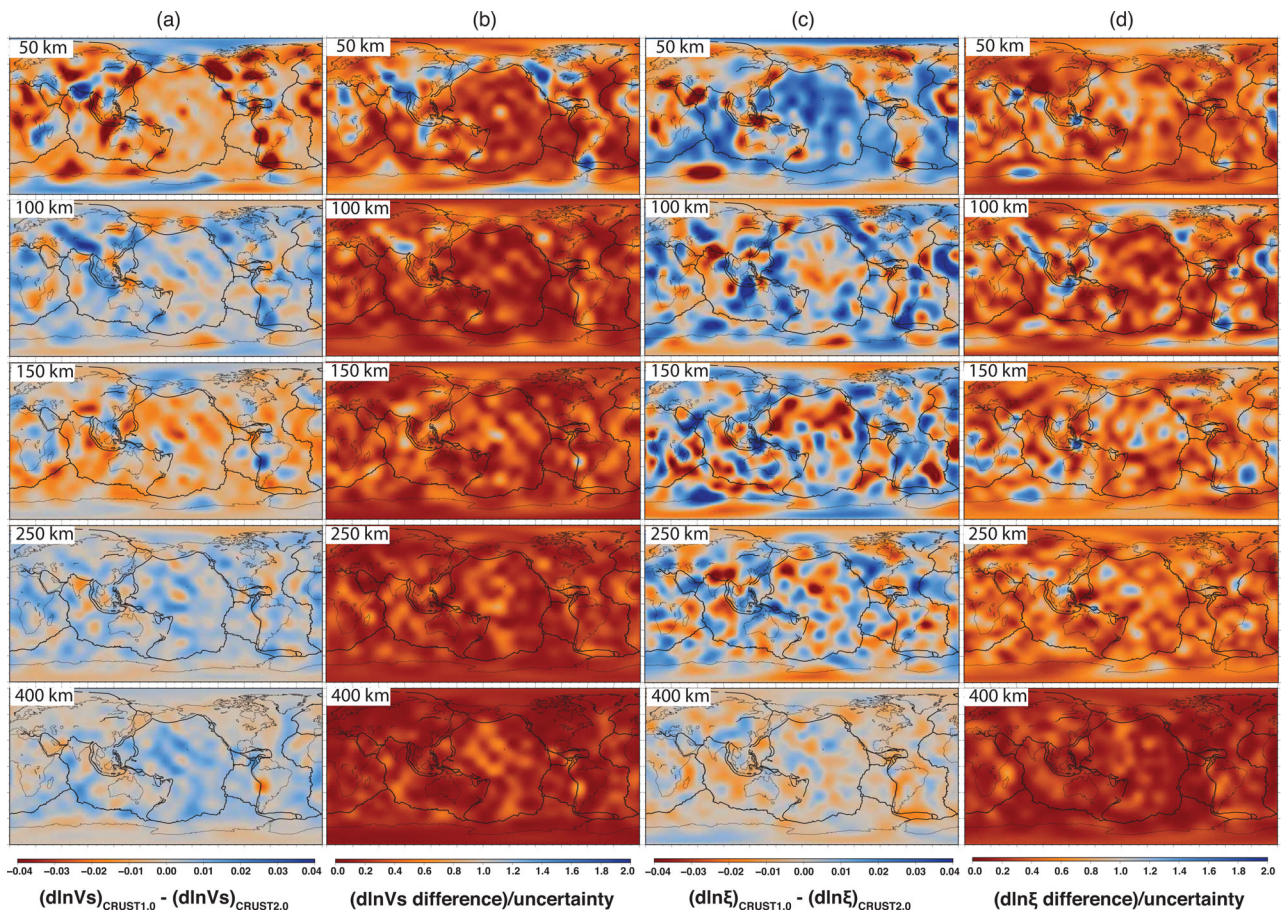 (a) (b) (c) (d)
50 km 50 km 50 km 50 km
100 km 100 km 100 km 100 km
150 km 150 km 150 km 150 km
250 km 250 km 250 km 250 km
400 km 400 km 400 km 400 km
-0.04 -0.03 -0.02 -0.01 0.00 0.01 0.02 0.03 0.04 0.0 0.2 0.4 0.6 0.8 1.0 1.2 1.4 1.6 1.8 2.0 -0.04 -0.03 -0.02 -0.01 0.00 0.01 0.02 0.03 0.04 0.0 0.2 0.4 0.6 0.8 1.0 1.2 1.4 1.6 1.8 2.0
(dlnVs)CRUST1.0 - (dlnVs)CRUST2.0 (dlnVs difference)/uncertainty (dlnξ)CRUST1.0 - (dlnξ)CRUST2.0 (dlnξ difference)/uncertainty